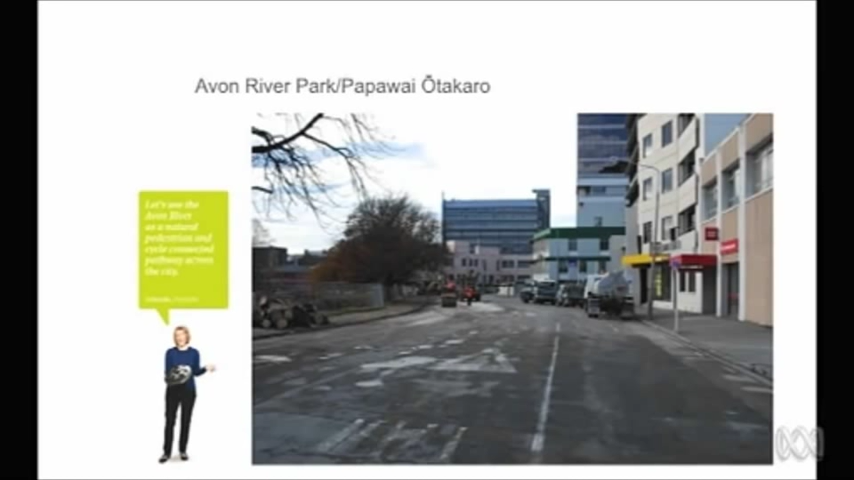 Avon River Park/Papawai Ōtakaro
Let's use the
Avon River
as a natural
pedestrian and
cycle connected
pathway across
the city.